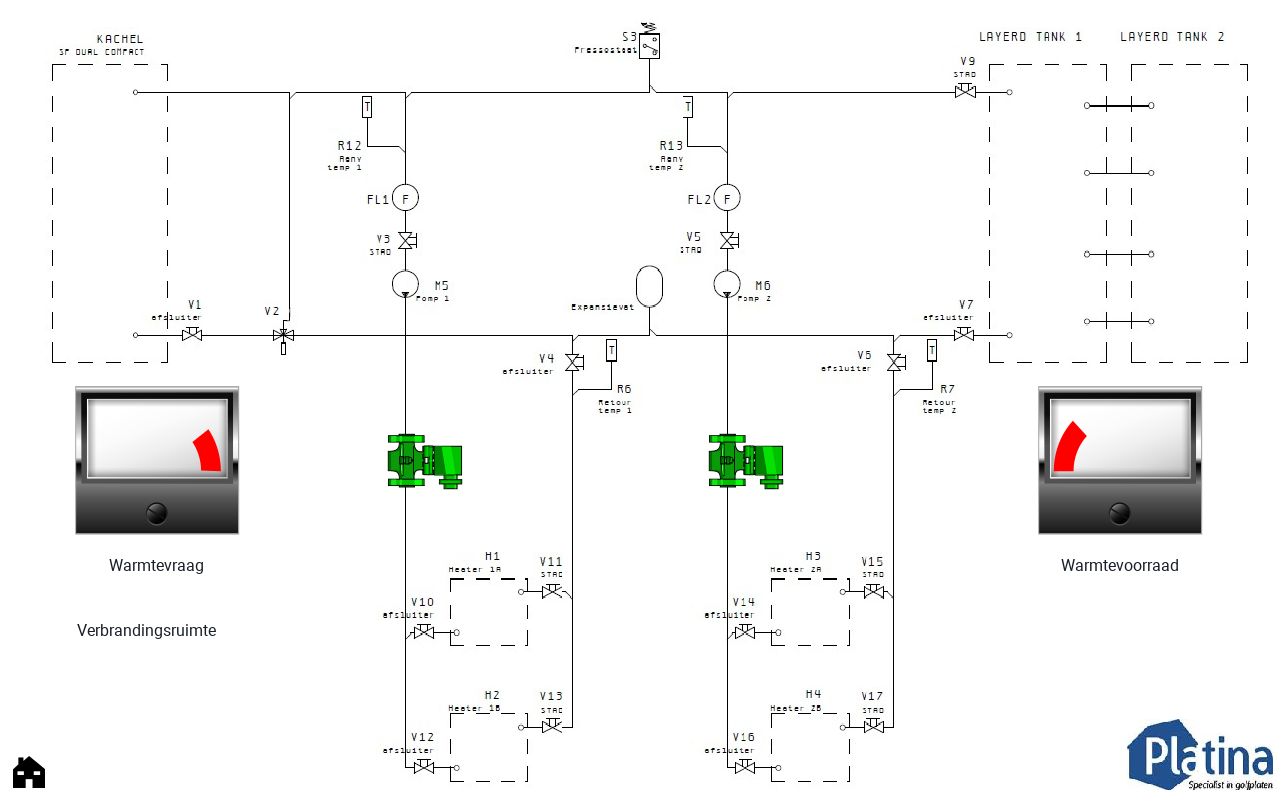 KACHEL
SP DUAL COMPACT
S3
Pressostaat
LAYERD TANK 1
LAYERD TANK 2
V9
STAD
T
T
R12
Aanv
temp 1
R13
Aanv
temp 2
FL1
F
FL2
F
V3
STAD
V5
STAD
M5
Pomp 1
M6
Pomp 2
Expansievat
V1
afsluiter
V2
V7
afsluiter
V4
afsluiter
T
V6
afsluiter
T
R6
Retour
temp 1
R7
Retour
temp 2
Warmtevraag
Warmtevoorraad
Verbrandingsruimte
H1
Heater 1A
V11
STAD
H3
Heater 2A
V15
STAD
V10
afsluiter
V14
afsluiter
H2
Heater 1B
V13
STAD
H4
Heater 2B
V17
STAD
V12
afsluiter
V16
afsluiter
Platina
Specialist in golfplaten